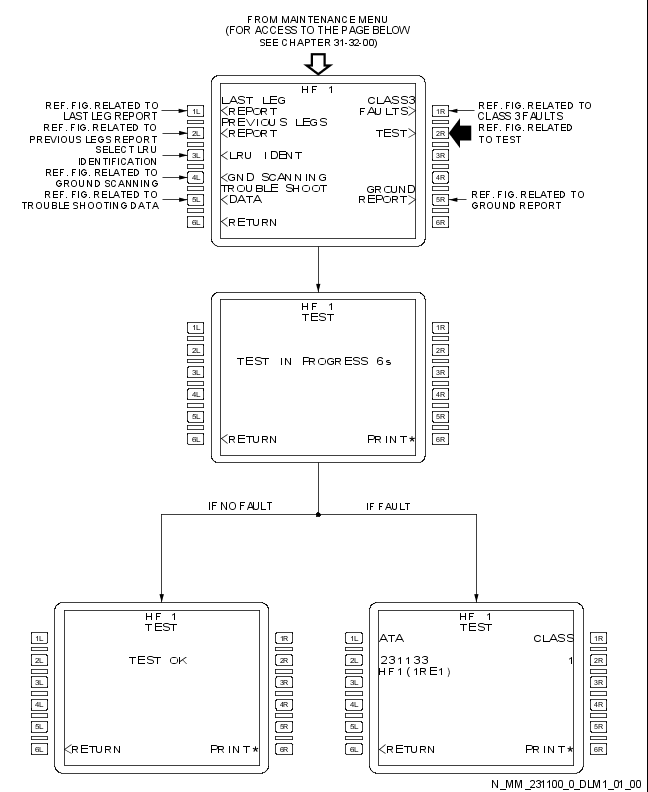 FROM MAINTENANCE MENU
(FOR ACCESS TO THE PAGE BELOW
SEE CHAPTER 31-32-00)
HF 1
LAST LEG CLASS3
<REPORT FAULTS>
PREVIOUS LEGS
<REPORT TEST>
<LRU IDENT
<GND SCANNING
TROUBLE SHOOT GROUND
<DATA REPORT>
<RETURN
REF. FIG. RELATED TO
LAST LEG REPORT
REF. FIG. RELATED TO
PREVIOUS LEGS REPORT
SELECT LRU
IDENTIFICATION
REF. FIG. RELATED TO
GROUND SCANNING
REF. FIG. RELATED TO
TROUBLE SHOOTING DATA
1L
2L
3L
4L
5L
6L
1R
2R
3R
4R
5R
6R
REF. FIG. RELATED TO
CLASS 3 FAULTS
REF. FIG. RELATED
TO TEST
REF. FIG. RELATED TO
GROUND REPORT
HF 1
TEST
TEST IN PROGRESS 6s
<RETURN PRINT*
1L
2L
3L
4L
5L
6L
1R
2R
3R
4R
5R
6R
IF NO FAULT
IF FAULT
HF 1
TEST
TEST OK
<RETURN PRINT*
1L
2L
3L
4L
5L
6L
1R
2R
3R
4R
5R
6R
HF 1
TEST
ATA CLASS
231133 1
HF1(1RE1)
<RETURN PRINT*
1L
2L
3L
4L
5L
6L
1R
2R
3R
4R
5R
6R
N_MM_231100_0_DLM1_01_00